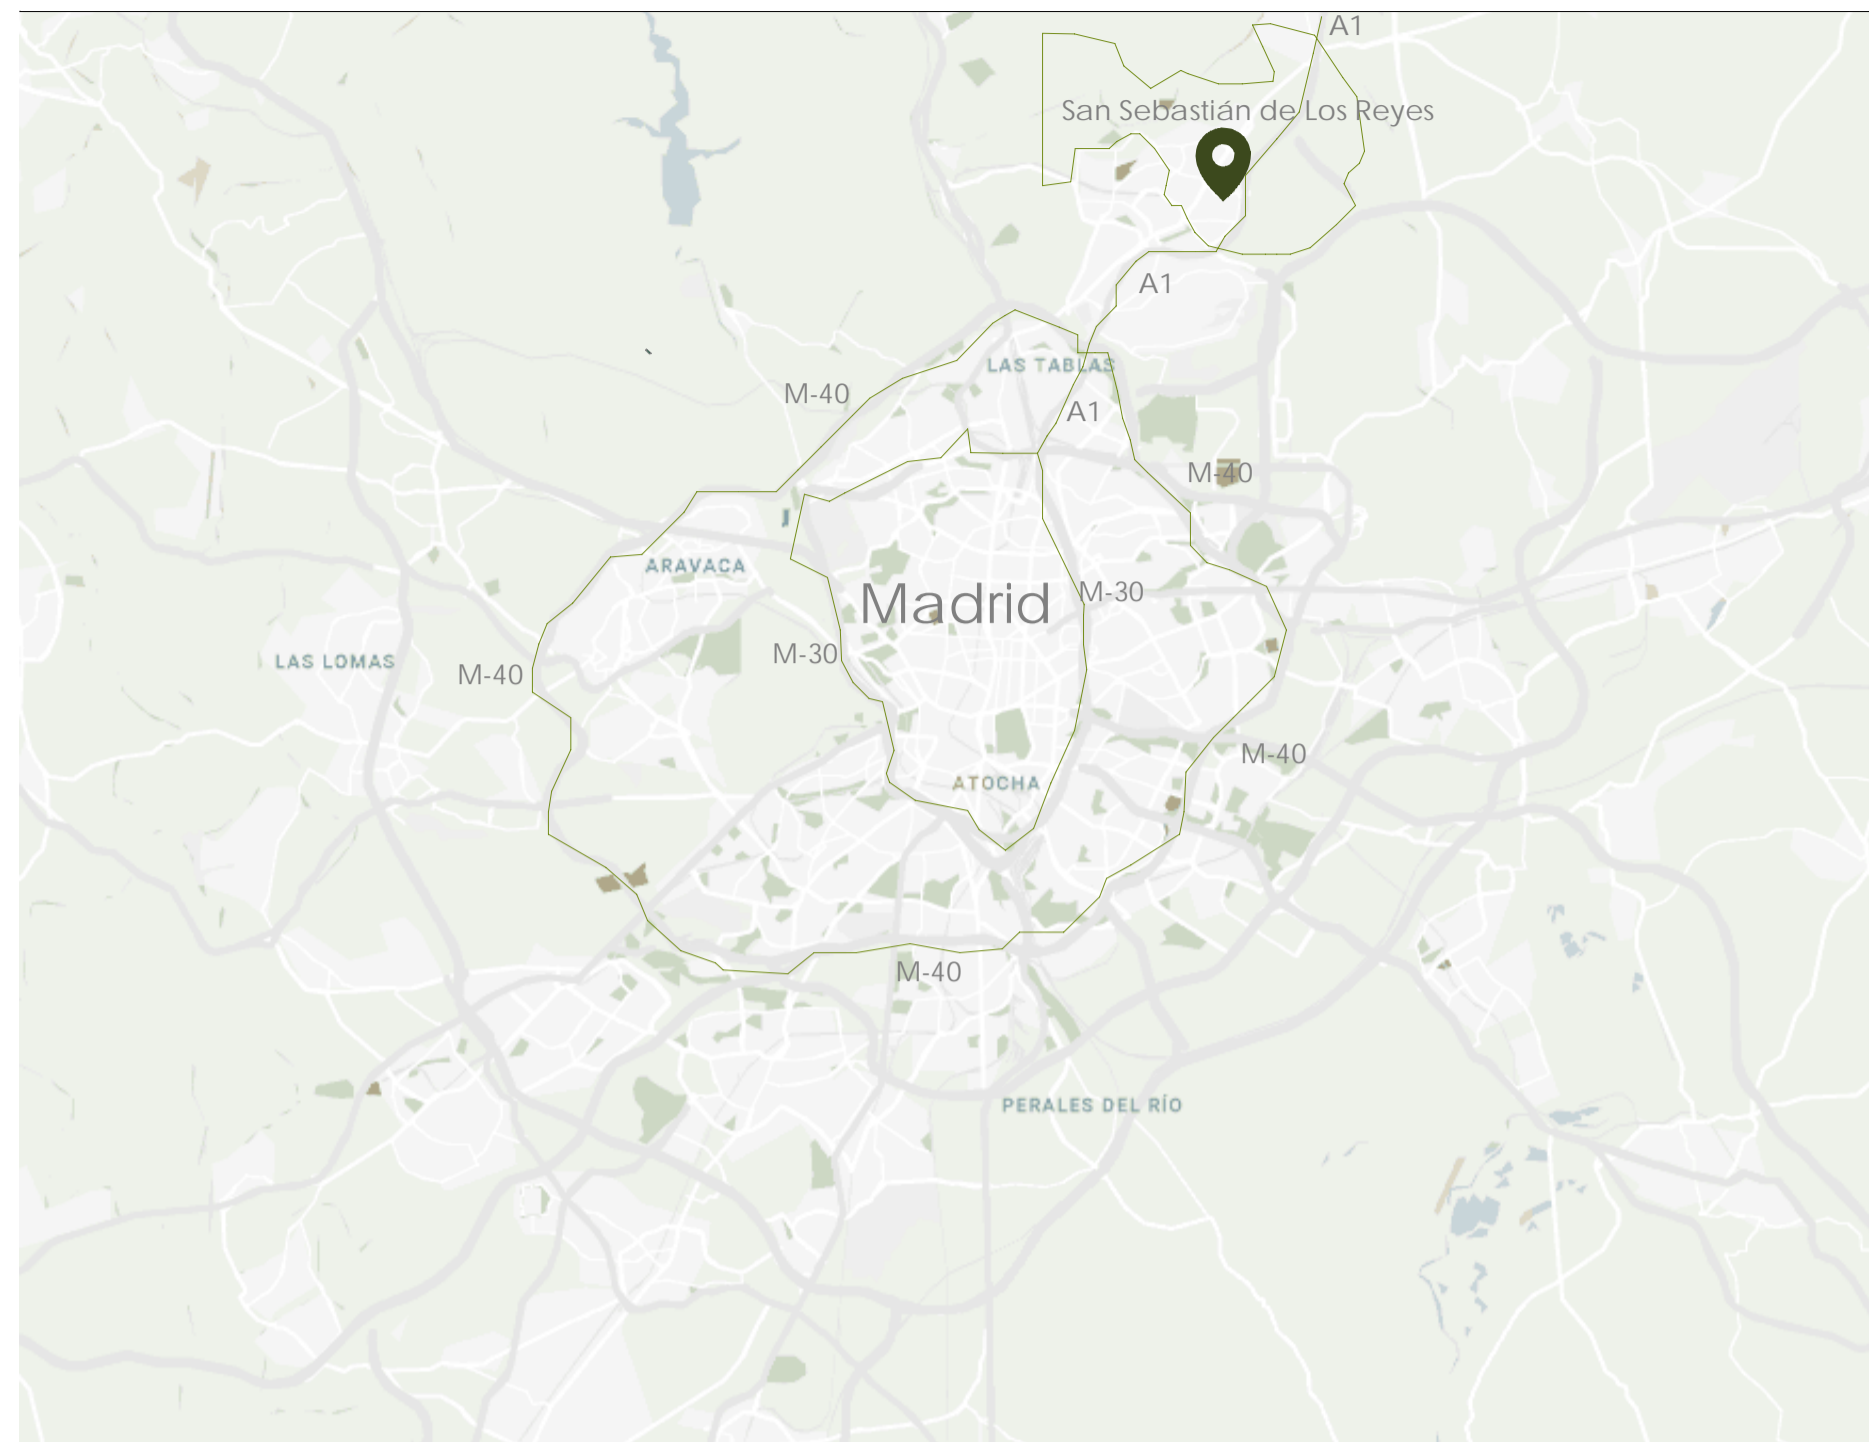 A1
San Sebastián de Los Reyes
A1
LAS TABLAS
M-40
A1
M-40
ARAVACA
Madrid
M-30
M-30
LAS LOMAS
M-40
M-40
ATOCHA
M-40
PERALES DEL RÍO